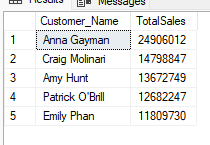 Results Messages
Customer_Name TotalSales
1 Anna Gayman 24906012
2 Craig Molinari 14798847
3 Amy Hunt 13672749
4 Patrick O'Brill 12682247
5 Emily Phan 11809730